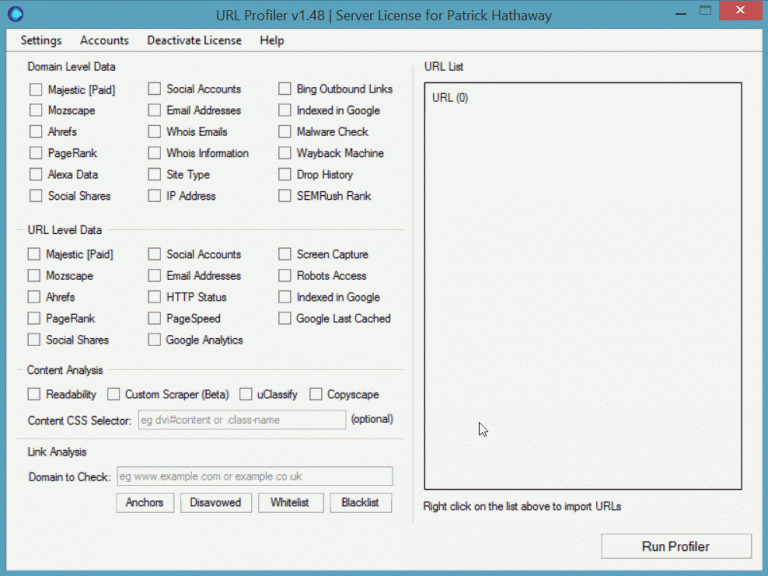 URL Profiler v1.48 | Server License for Patrick Hathaway
Settings Accounts Deactivate License Help
Domain Level Data
Majestic [Paid] Social Accounts Bing Outbound Links
Mozscape Email Addresses Indexed in Google
Ahrefs Whois Emails Malware Check
PageRank Whois Information Wayback Machine
Alexa Data Site Type Drop History
Social Shares IP Address SEMRush Rank
URL Level Data
Majestic [Paid] Social Accounts Screen Capture
Mozscape Email Addresses Robots Access
Ahrefs HTTP Status Indexed in Google
PageRank PageSpeed Google Last Cached
Social Shares Google Analytics
Content Analysis
Readability Custom Scraper (Beta) uClassify Copyscape
Content CSS Selector: eg dvi#content or .class-name (optional)
Link Analysis
Domain to Check: eg www.example.com or example.co.uk
Anchors Disavowed Whitelist Blacklist
URL List
URL (0)
Right click on the list above to import URLs
Run Profiler